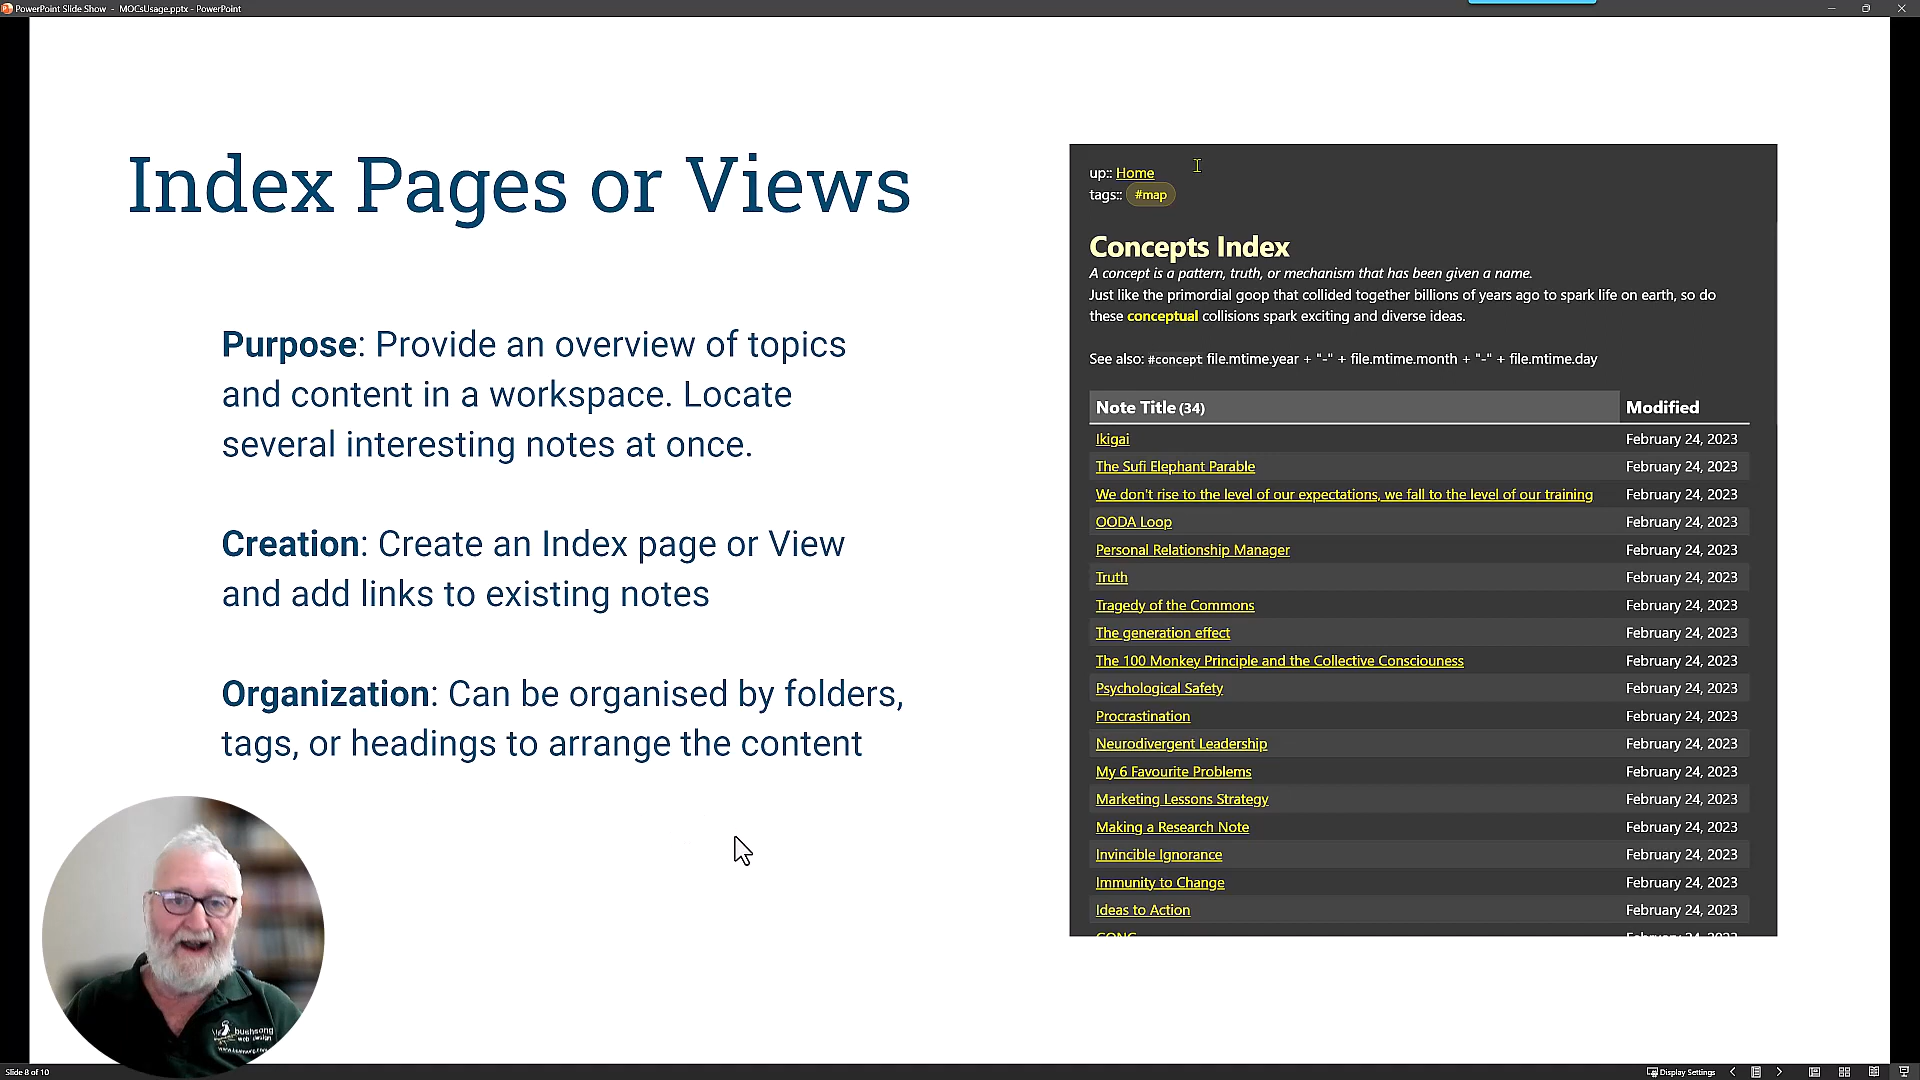 PowerPoint Slide Show - MOCsUsage.pptx - PowerPoint
Index Pages or Views
Purpose: Provide an overview of topics
and content in a workspace. Locate
several interesting notes at once.
Creation: Create an Index page or View
and add links to existing notes
Organization: Can be organised by folders,
tags, or headings to arrange the content
up:: Home
tags:: #map
Concepts Index
A concept is a pattern, truth, or mechanism that has been given a name.
Just like the primordial goop that collided together billions of years ago to spark life on earth, so do
these conceptual collisions spark exciting and diverse ideas.
See also: #concept file.mtime.year + "-" + file.mtime.month + "-" + file.mtime.day
Note Title (34) Modified
Ikigai February 24, 2023
The Sufi Elephant Parable February 24, 2023
We don't rise to the level of our expectations, we fall to the level of our training February 24, 2023
OODA Loop February 24, 2023
Personal Relationship Manager February 24, 2023
Truth February 24, 2023
Tragedy of the Commons February 24, 2023
The generation effect February 24, 2023
The 100 Monkey Principle and the Collective Consciouness February 24, 2023
Psychological Safety February 24, 2023
Procrastination February 24, 2023
Neurodivergent Leadership February 24, 2023
My 6 Favourite Problems February 24, 2023
Marketing Lessons Strategy February 24, 2023
Making a Research Note February 24, 2023
Invincible Ignorance February 24, 2023
Immunity to Change February 24, 2023
Ideas to Action February 24, 2023
February 24, 2023
bushsong
web design
Slide 8 of 10
Display Settings